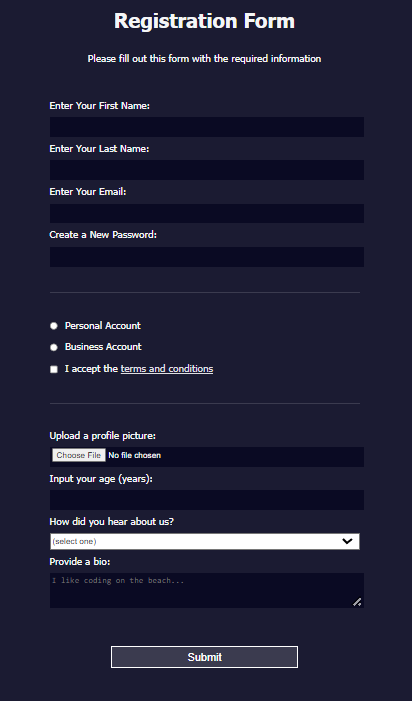 Registration Form
Please fill out this form with the required information
Enter Your First Name:
Enter Your Last Name:
Enter Your Email:
Create a New Password:
Personal Account
Business Account
I accept the terms and conditions
Upload a profile picture:
Choose File No file chosen
Input your age (years):
How did you hear about us?
(select one)
Provide a bio:
I like coding on the beach...
Submit